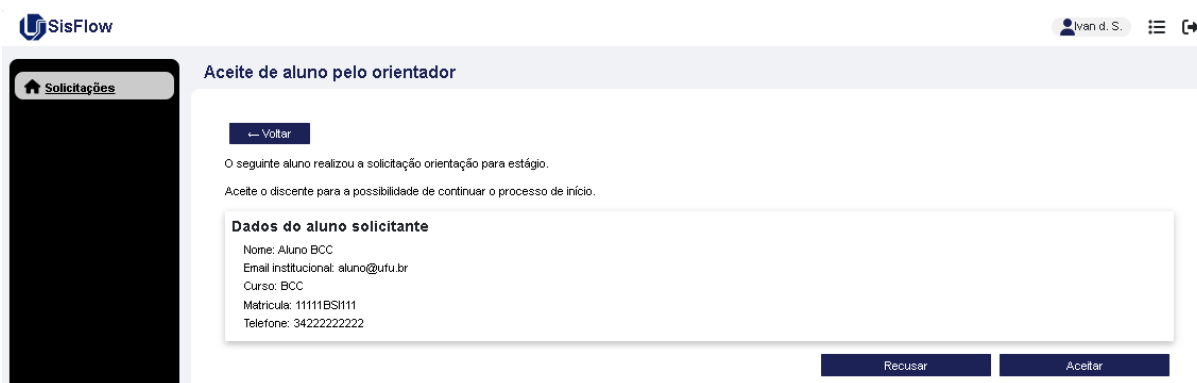 SisFlow
Ivan d. S.
Solicitações
Aceite de aluno pelo orientador
← Voltar
O seguinte aluno realizou a solicitação orientação para estágio.
Aceite o discente para a possibilidade de continuar o processo de início.
Dados do aluno solicitante
Nome: Aluno BCC
Email institucional: aluno@ufu.br
Curso: BCC
Matricula: 11111BSI111
Telefone: 34222222222
Recusar
Aceitar